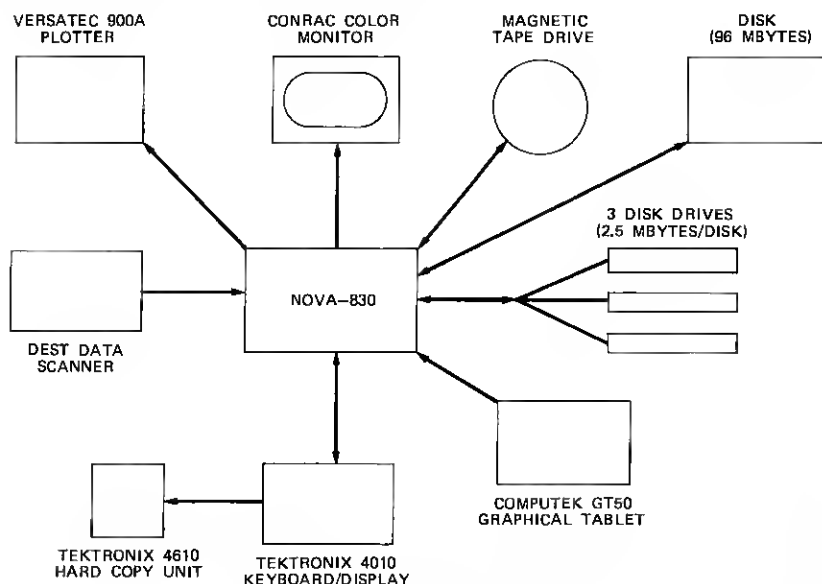 VERSATEC 900A
PLOTTER
CONRAC COLOR
MONITOR
MAGNETIC
TAPE DRIVE
DISK
(96 MBYTES)
3 DISK DRIVES
(2.5 MBYTES/DISK)
NOVA-830
DEST DATA
SCANNER
COMPUTEK GT50
GRAPHICAL TABLET
TEKTRONIX 4610
HARD COPY UNIT
TEKTRONIX 4010
KEYBOARD/DISPLAY